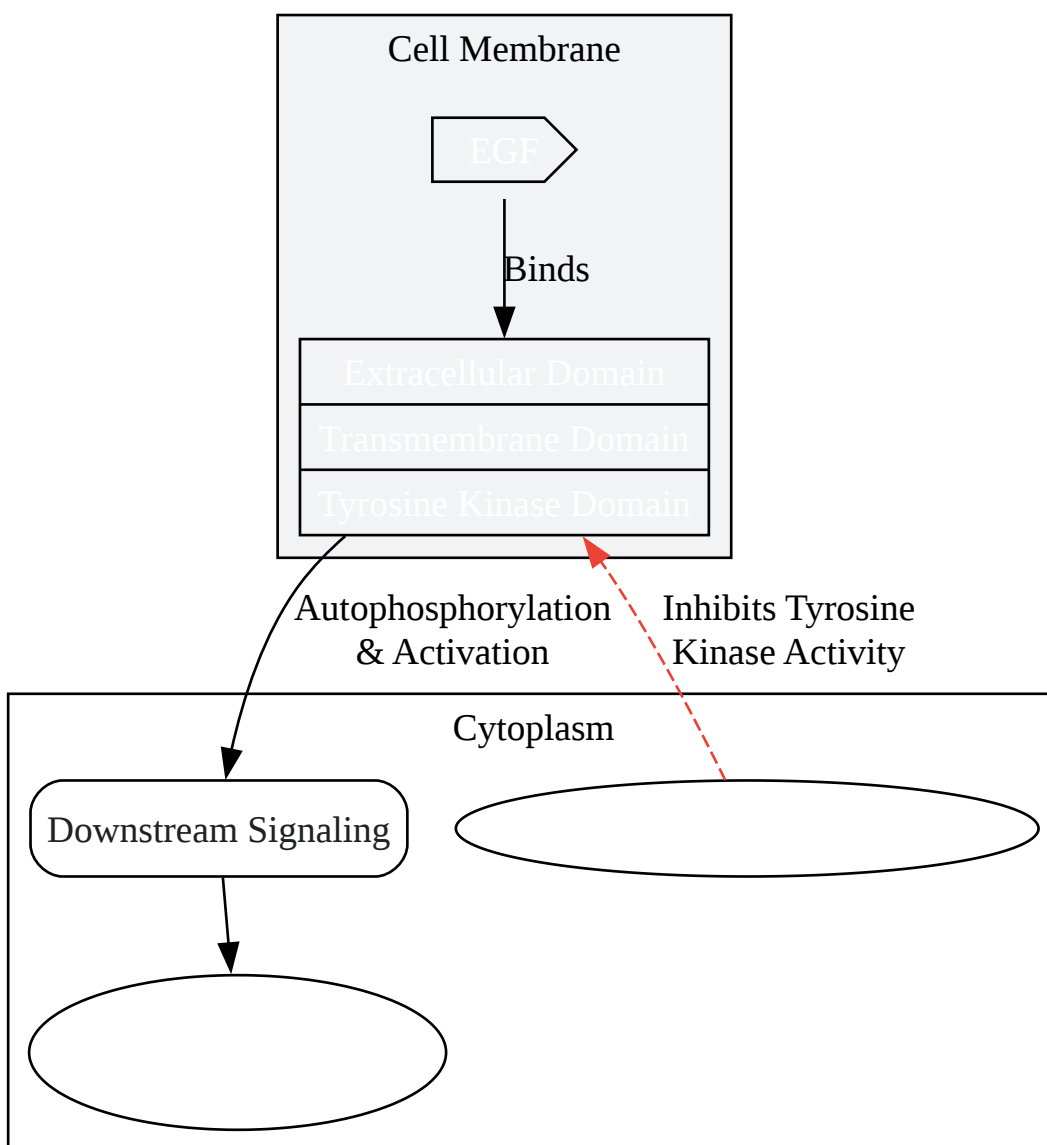 Cell Membrane
EGF
Binds
Extracellular Domain
Transmembrane Domain
Tyrosine Kinase Domain
Autophosphorylation
& Activation
Inhibits Tyrosine
Kinase Activity
Cytoplasm
Downstream Signaling